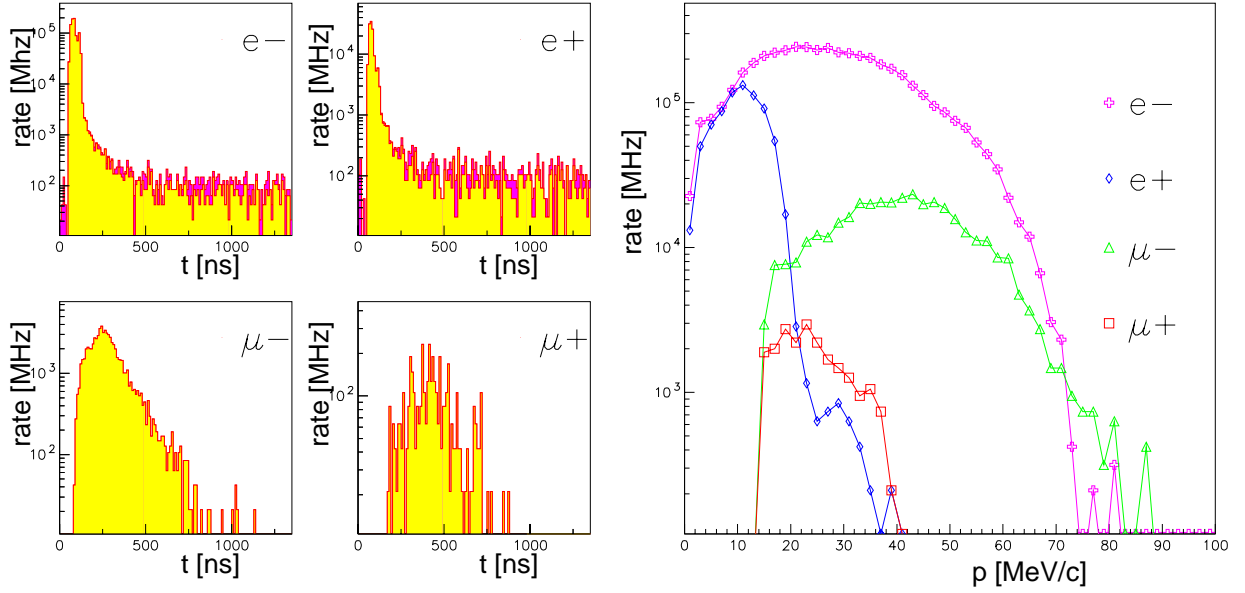 rate [Mhz]
10⁵
10⁴
10³
10²
e−
0
500
1000
t [ns]
rate [MHz]
10⁴
10³
10²
10
e+
0
500
1000
t [ns]
rate [MHz]
10³
10²
μ−
0
500
1000
t [ns]
rate [MHz]
10²
μ+
0
500
1000
t [ns]
rate [MHz]
10⁵
10⁴
10³
e−
e+
μ−
μ+
0 10 20 30 40 50 60 70 80 90 100
p [MeV/c]